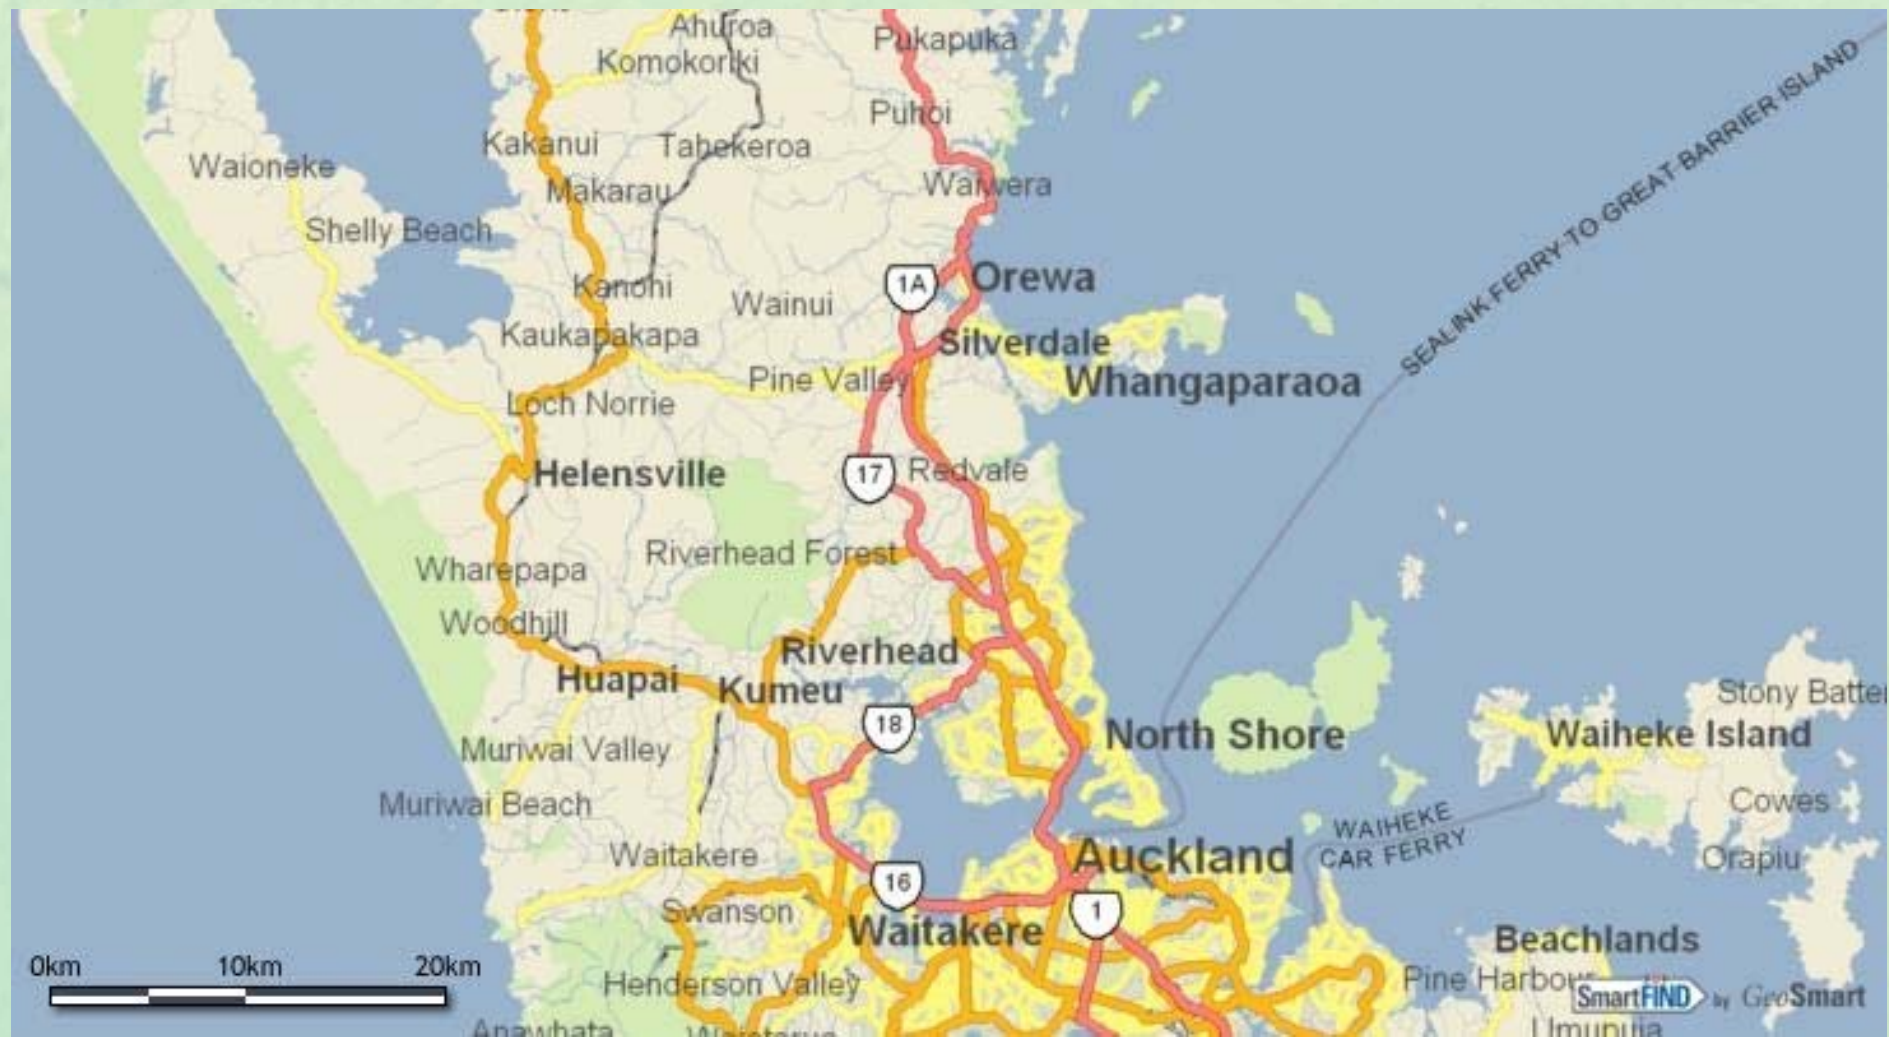 Ahuroa
Pukapuka
Komokoriki
Puhoi
Kakanui
Tahekeroa
Waioneke
Makarau
Waiwera
Shelly Beach
SEALINK FERRY TO GREAT BARRIER ISLAND
Kanohi
Wainui
1A
Orewa
Kaukapakapa
Silverdale
Pine Valley
Whangaparaoa
Loch Norrie
Helensville
17
Redvale
Riverhead Forest
Wharepapa
Woodhill
Riverhead
Huapai
Kumeu
Stony Batter
18
North Shore
Waiheke Island
Muriwai Valley
Muriwai Beach
Cowes
WAIHEKE
CAR FERRY
Waitakere
Auckland
Orapiu
16
Swanson
1
Waitakere
Beachlands
0km 10km 20km
Henderson Valley
Pine Harbour
SmartFIND by GeoSmart
Anawhata
Umupuia